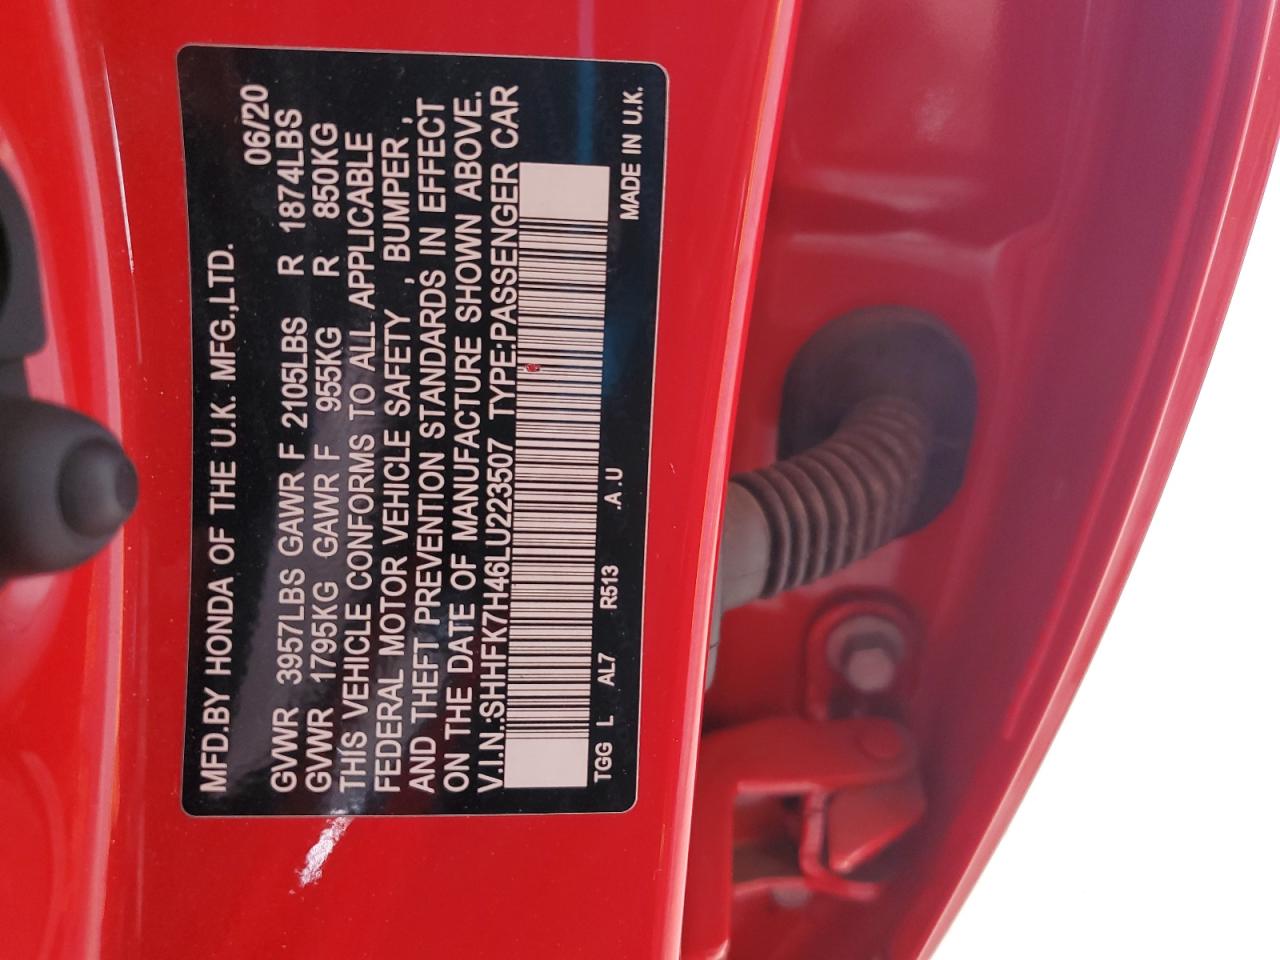 MFD.BY HONDA OF THE U.K. MFG.,LTD.
06/20
GVWR 3957LBS GAWR F 2105LBS R 1874LBS
GVWR 1795KG GAWR F 955KG R 850KG
THIS VEHICLE CONFORMS TO ALL APPLICABLE
FEDERAL MOTOR VEHICLE SAFETY , BUMPER ,
AND THEFT PREVENTION STANDARDS IN EFFECT
ON THE DATE OF MANUFACTURE SHOWN ABOVE.
V.I.N.:SHHFK7H46LU223507 TYPE:PASSENGER CAR
TGG L AL7 R513 .A .U MADE IN U.K.